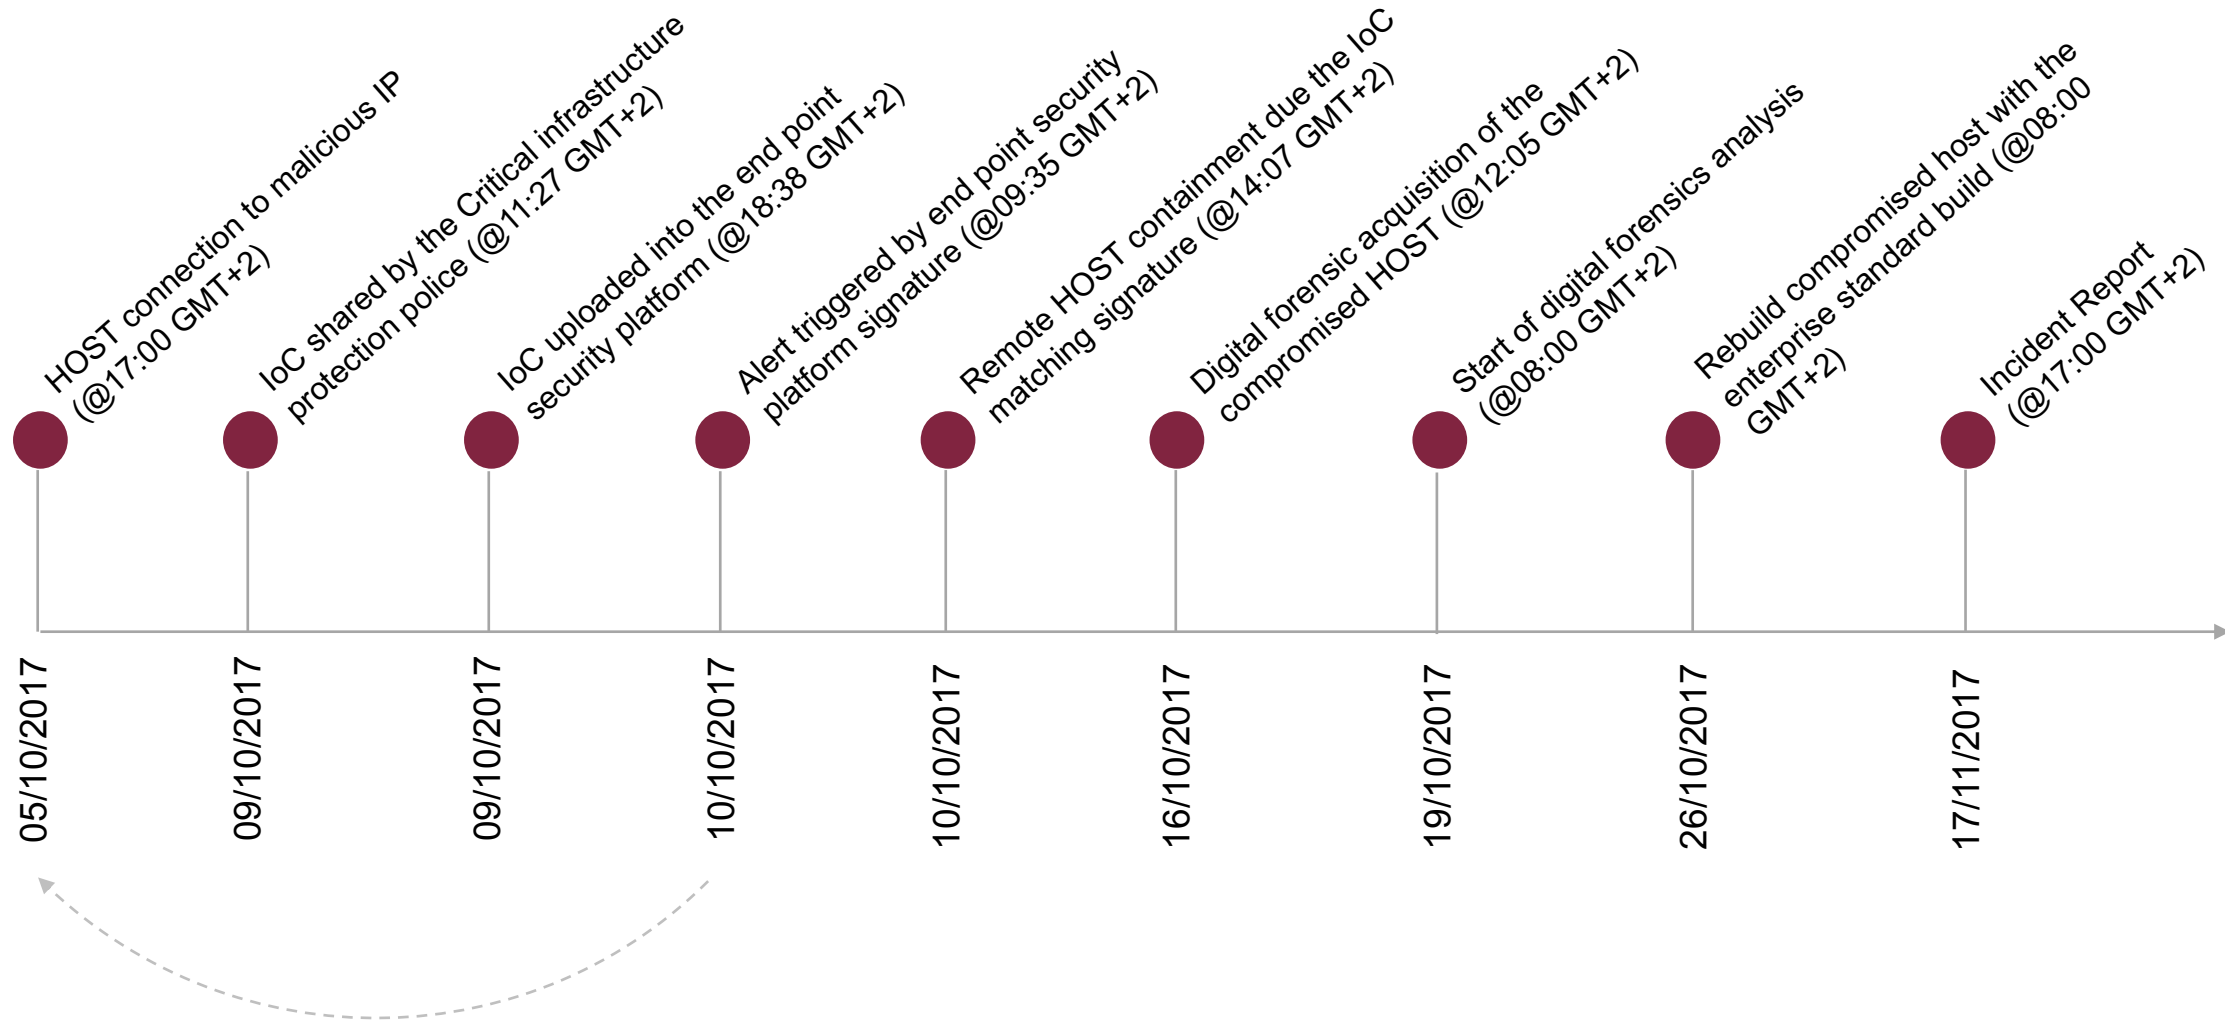 HOST connection to malicious IP
(@17:00 GMT+2)
IoC shared by the Critical infrastructure
protection police (@11:27 GMT+2)
IoC uploaded into the end point
security platform (@18:38 GMT+2)
Alert triggered by end point security
platform signature (@09:35 GMT+2)
Remote HOST containment due the IoC
matching signature (@14:07 GMT+2)
Digital forensic acquisition of the
compromised HOST (@12:05 GMT+2)
Start of digital forensics analysis
(@08:00 GMT+2)
Rebuild compromised host with the
enterprise standard build (@08:00
GMT+2)
Incident Report
(@17:00 GMT+2)
05/10/2017
09/10/2017
09/10/2017
10/10/2017
10/10/2017
16/10/2017
19/10/2017
26/10/2017
17/11/2017